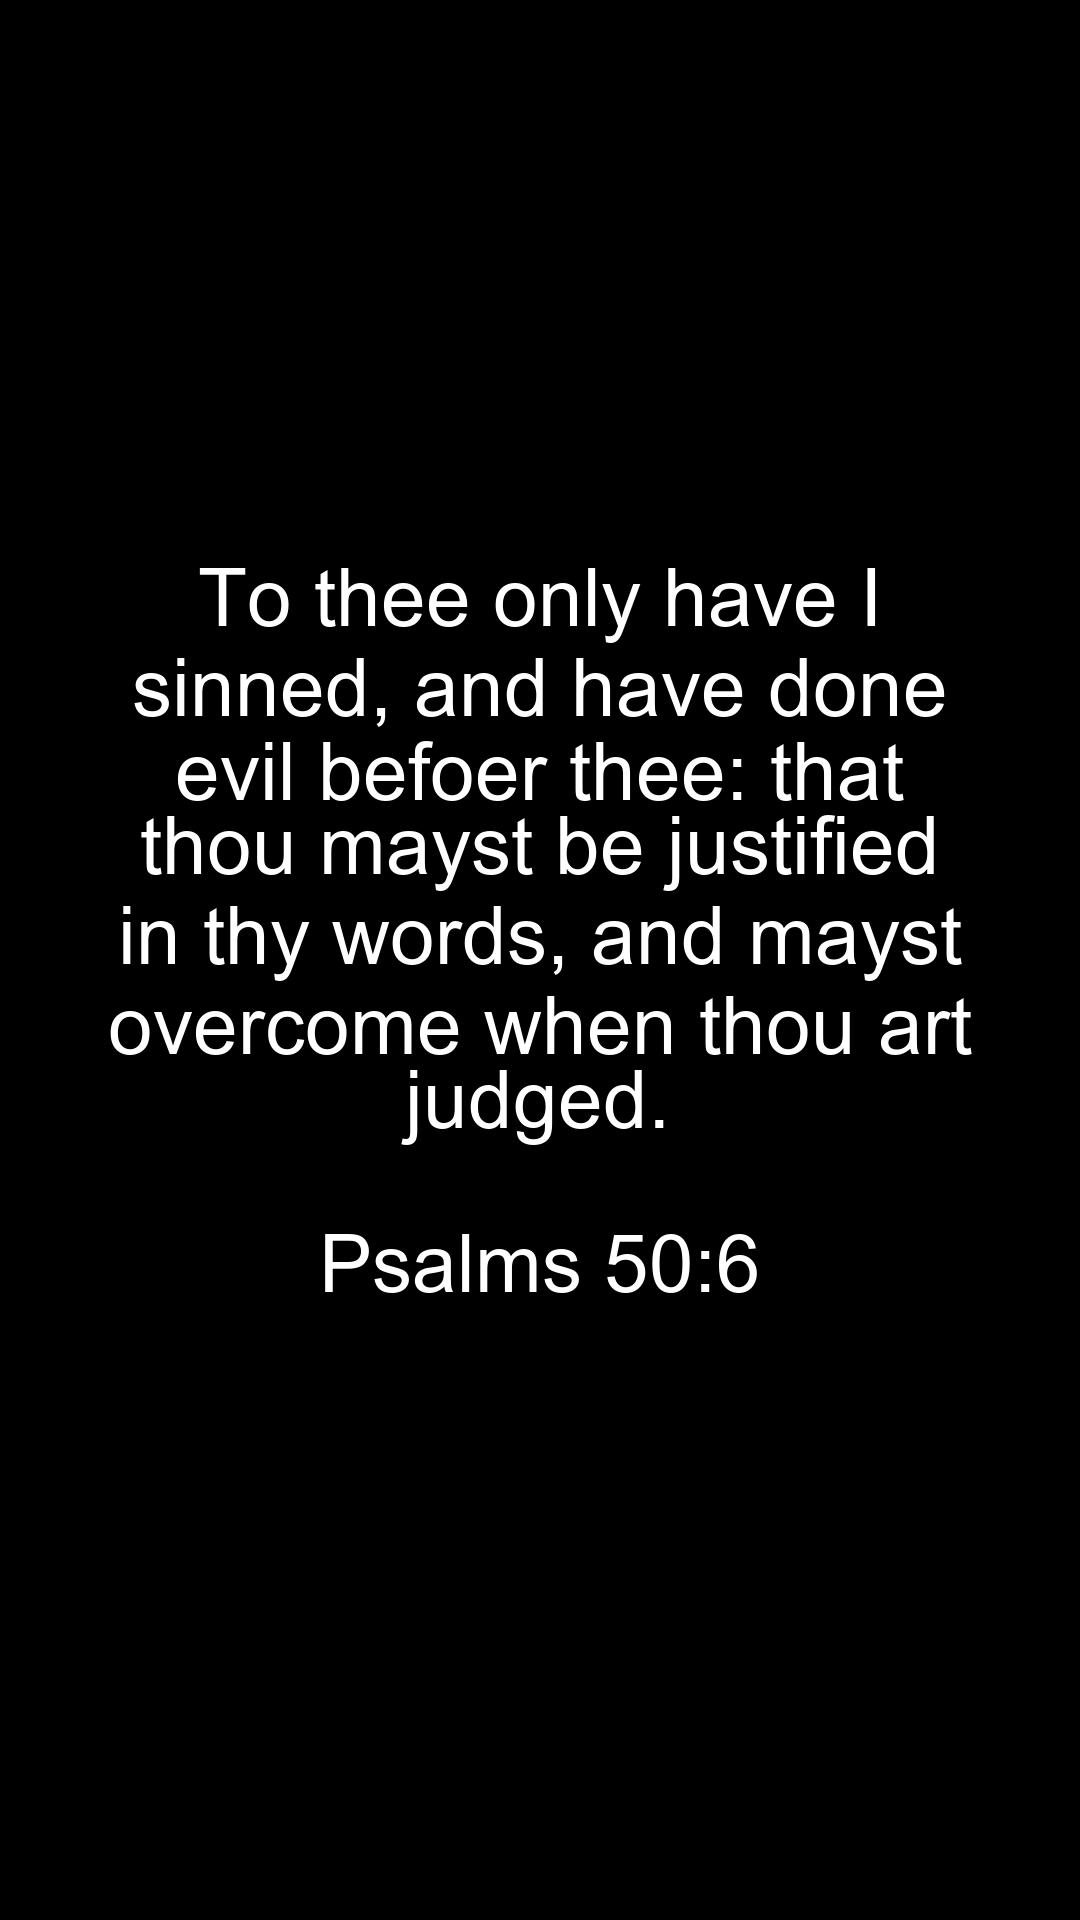 To thee only have I
sinned, and have done
evil befoer thee: that
thou mayst be justified
in thy words, and mayst
overcome when thou art
judged.
Psalms 50:6